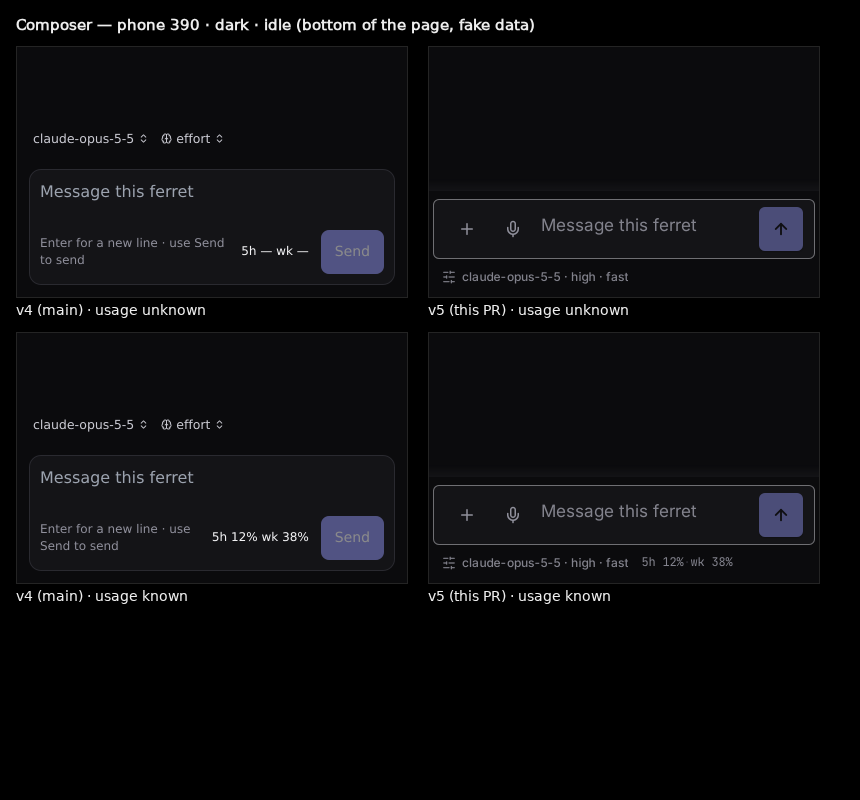 Composer — phone 390 · dark · idle (bottom of the page, fake data)
claude-opus-5-5 effort
Message this ferret
Enter for a new line · use Send
to send
5h — wk —
Send
Message this ferret
claude-opus-5-5 · high · fast
v4 (main) · usage unknown
v5 (this PR) · usage unknown
claude-opus-5-5 effort
Message this ferret
Enter for a new line · use
Send to send
5h 12% wk 38%
Send
Message this ferret
claude-opus-5-5 · high · fast 5h 12% wk 38%
v4 (main) · usage known
v5 (this PR) · usage known